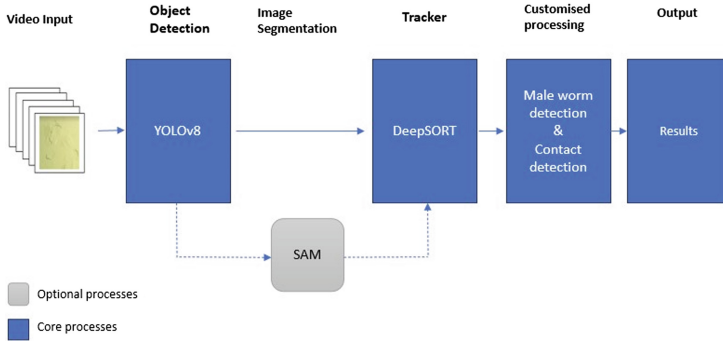 Video Input
Object
Detection
Image
Segmentation
Tracker
Customised
processing
Output
YOLOv8
DeepSORT
Male worm
detection
&
Contact
detection
Results
SAM
Optional processes
Core processes